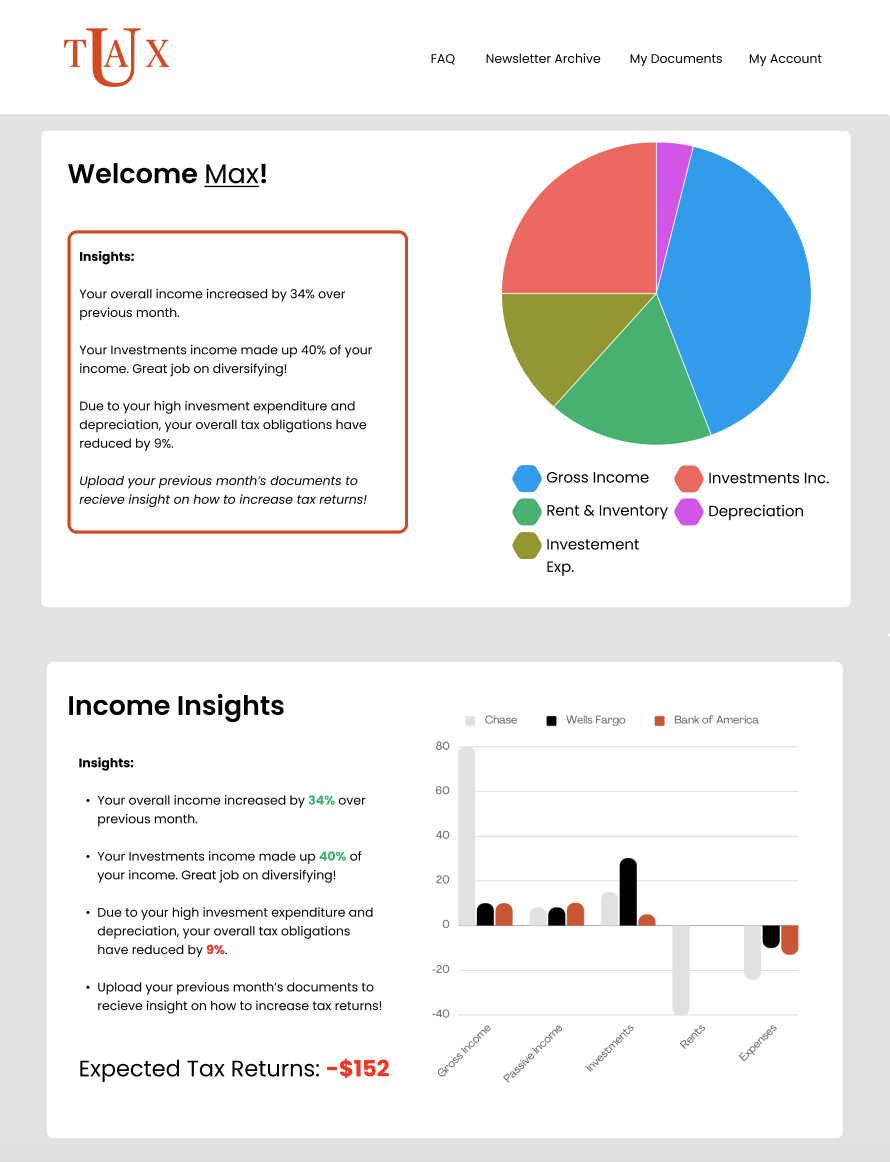 TUAX
FAQ
Newsletter Archive
My Documents
My Account
Welcome Max!
Insights:
Your overall income increased by 34% over
previous month.
Your Investments income made up 40% of your
income. Great job on diversifying!
Due to your high invesment expenditure and
depreciation, your overall tax obligations have
reduced by 9%.
Upload your previous month's documents to
recieve insight on how to increase tax returns!
Gross Income
Investments Inc.
Rent & Inventory
Depreciation
Investement
Exp.
Income Insights
Insights:
• Your overall income increased by 34% over
previous month.
• Your Investments income made up 40% of
your income. Great job on diversifying!
• Due to your high invesment expenditure and
depreciation, your overall tax obligations
have reduced by 9%.
• Upload your previous month's documents to
recieve insight on how to increase tax returns!
Expected Tax Returns: -$152
Chase
Wells Fargo
Bank of America
80
60
40
20
0
-20
-40
Gross Income
Passive Income
Investments
Rents
Expenses